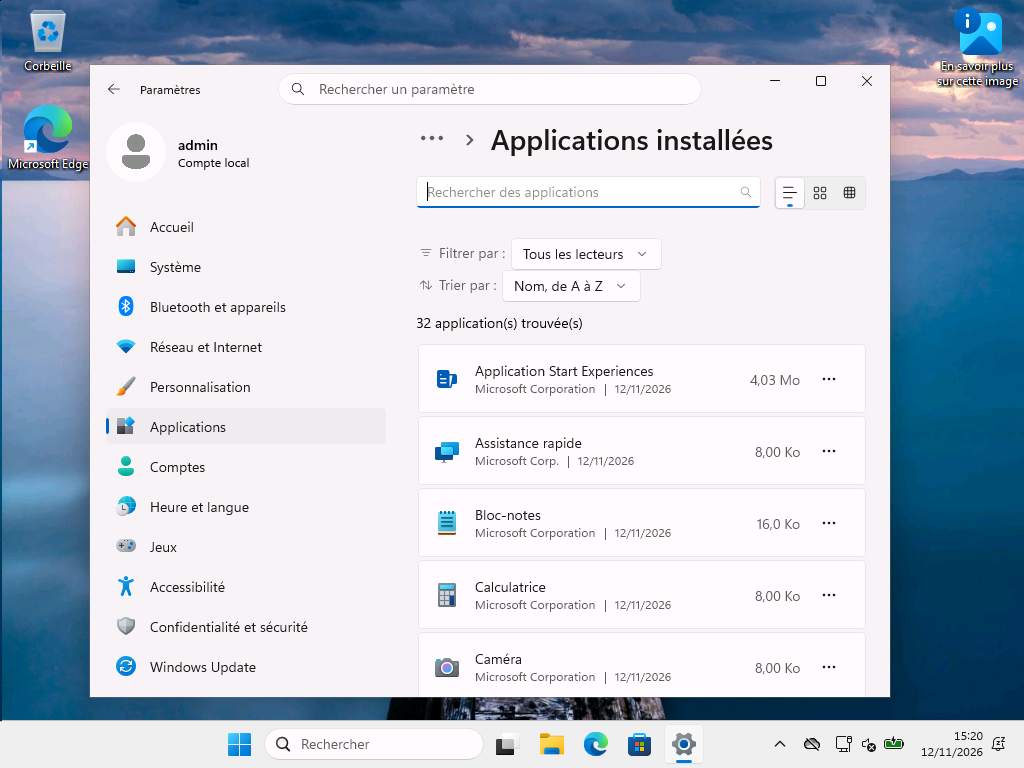 Corbeille
Microsoft Edge
En savoir plus
sur cette image
Paramètres
Rechercher un paramètre
admin
Compte local
Accueil
Système
Bluetooth et appareils
Réseau et Internet
Personnalisation
Applications
Comptes
Heure et langue
Jeux
Accessibilité
Confidentialité et sécurité
Windows Update
Applications installées
Rechercher des applications
Filtrer par :
Tous les lecteurs
Trier par :
Nom, de A à Z
32 application(s) trouvée(s)
Application Start Experiences
Microsoft Corporation | 12/11/2026
4,03 Mo
Assistance rapide
Microsoft Corp. | 12/11/2026
8,00 Ko
Bloc-notes
Microsoft Corporation | 12/11/2026
16,0 Ko
Calculatrice
Microsoft Corporation | 12/11/2026
8,00 Ko
Caméra
Microsoft Corporation | 12/11/2026
8,00 Ko
Rechercher
15:20
12/11/2026